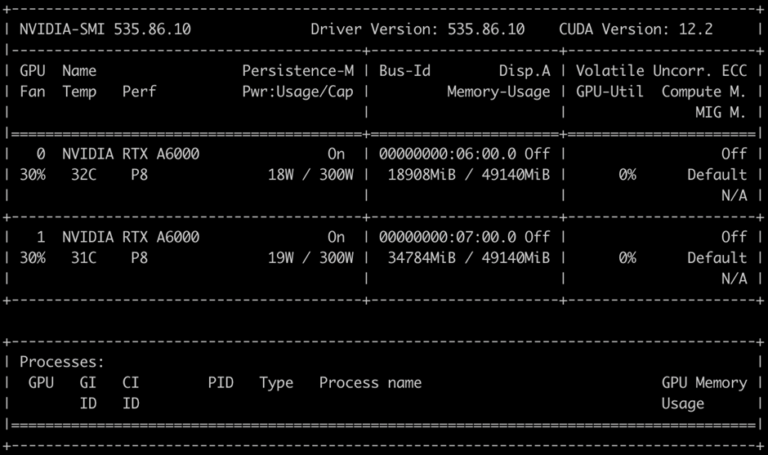 +-----------------------------------------------------------------------------+
| NVIDIA-SMI 535.86.10            Driver Version: 535.86.10    CUDA Version: 12.2     |
|-------------------------------+----------------------+----------------------+
| GPU  Name                 Persistence-M | Bus-Id        Disp.A | Volatile Uncorr. ECC |
| Fan  Temp   Perf          Pwr:Usage/Cap |         Memory-Usage | GPU-Util  Compute M. |
|                                         |                      |               MIG M. |
|===============================+======================+======================|
|   0  NVIDIA RTX A6000                On | 00000000:06:00.0 Off |                  Off |
| 30%   32C    P8              18W / 300W | 18908MiB / 49140MiB |      0%      Default |
|                                         |                      |                  N/A |
+-------------------------------+----------------------+----------------------+
|   1  NVIDIA RTX A6000                On | 00000000:07:00.0 Off |                  Off |
| 30%   31C    P8              19W / 300W | 34784MiB / 49140MiB |      0%      Default |
|                                         |                      |                  N/A |
+-------------------------------+----------------------+----------------------+
+-----------------------------------------------------------------------------+
| Processes:                                                                  |
|  GPU   GI   CI        PID   Type   Process name                  GPU Memory |
|        ID   ID                                                   Usage      |
|=============================================================================|
+-----------------------------------------------------------------------------+